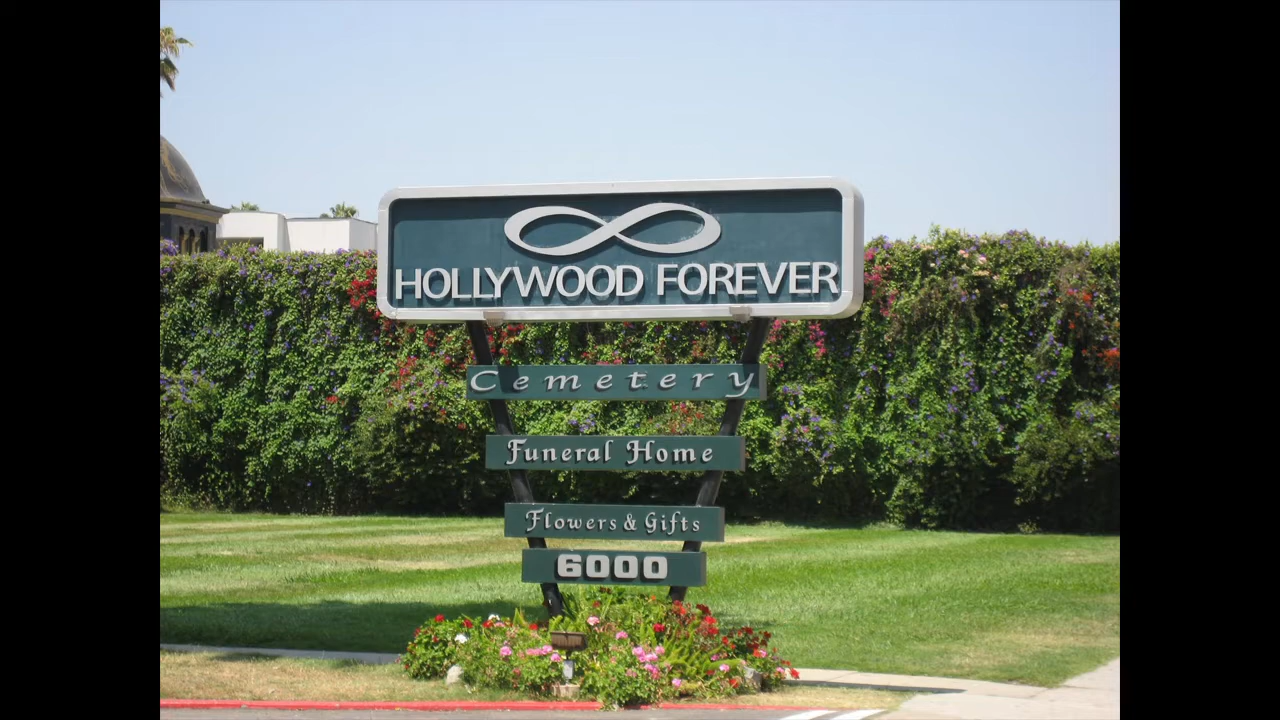 HOLLYWOOD FOREVER
Cemetery
Funeral Home
Flowers & Gifts
6000